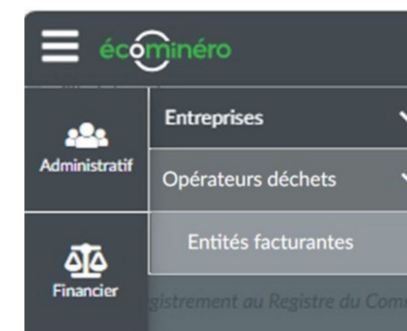 écominéro
Entreprises
Administratif
Opérateurs déchets
Entités facturantes
Financier
gistrement au Registre du Com